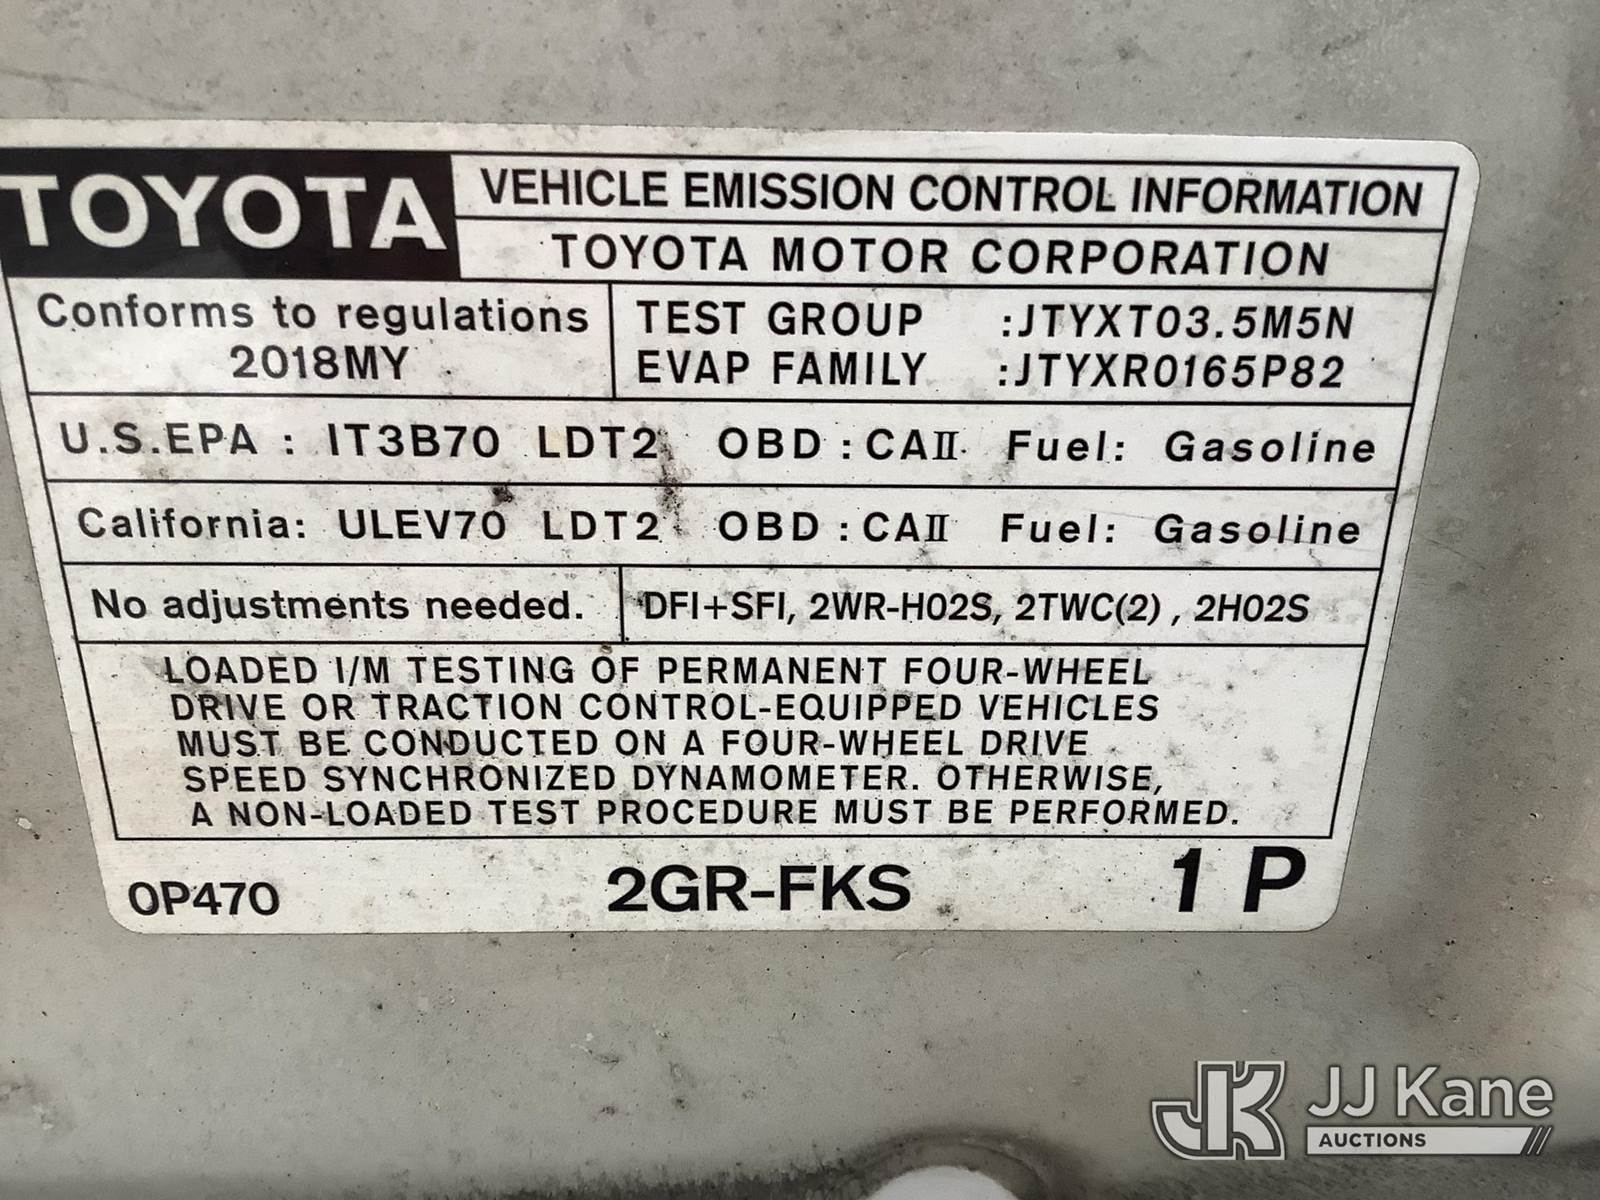 TOYOTA
VEHICLE EMISSION CONTROL INFORMATION
TOYOTA MOTOR CORPORATION
Conforms to regulations
2018MY
TEST GROUP :JTYXT03.5M5N
EVAP FAMILY :JTYXR0165P82
U.S.EPA : IT3B70 LDT2 OBD : CAⅡ Fuel: Gasoline
California: ULEV70 LDT2 OBD : CAⅡ Fuel: Gasoline
No adjustments needed.
DFI+SFI, 2WR-HO2S, 2TWC(2) , 2HO2S
LOADED I/M TESTING OF PERMANENT FOUR-WHEEL
DRIVE OR TRACTION CONTROL-EQUIPPED VEHICLES
MUST BE CONDUCTED ON A FOUR-WHEEL DRIVE
SPEED SYNCHRONIZED DYNAMOMETER. OTHERWISE,
A NON-LOADED TEST PROCEDURE MUST BE PERFORMED.
0P470 2GR-FKS 1 P
JK JJ Kane
AUCTIONS